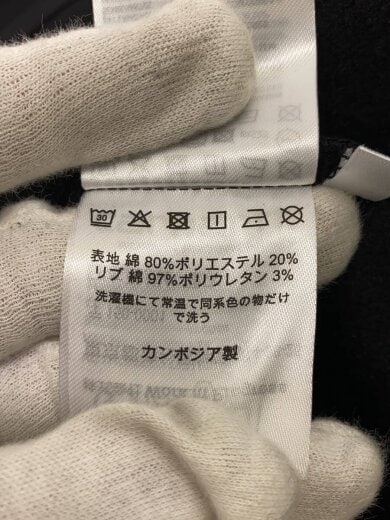 30
表地 綿 80%ポリエステル 20%
リブ 綿 97%ポリウレタン 3%
洗濯機にて常温で同系色の物だけ
で洗う
カンボジア製